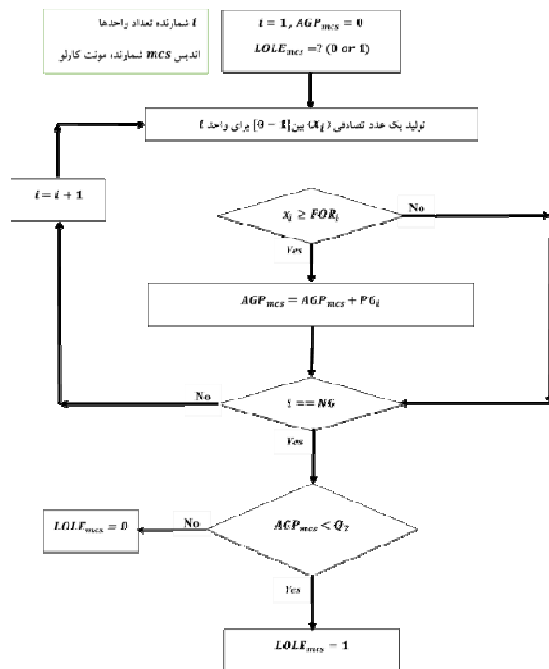 i شمارنده تعداد واحدها
اندیس mcs شمارنده مونت کارلو
i = 1 , AGP_mcs = 0
LOLE_mcs =? (0 or 1)
تولید یک عدد تصادفی (x_i) بین [0 − 1] برای واحد i
i = i + 1
x_i ≥ FOR_i
No
Yes
AGP_mcs = AGP_mcs + PG_i
No
i == NG
Yes
AGP_mcs < Q?
No
LOLE_mcs = 0
Yes
LOLE_mcs = 1